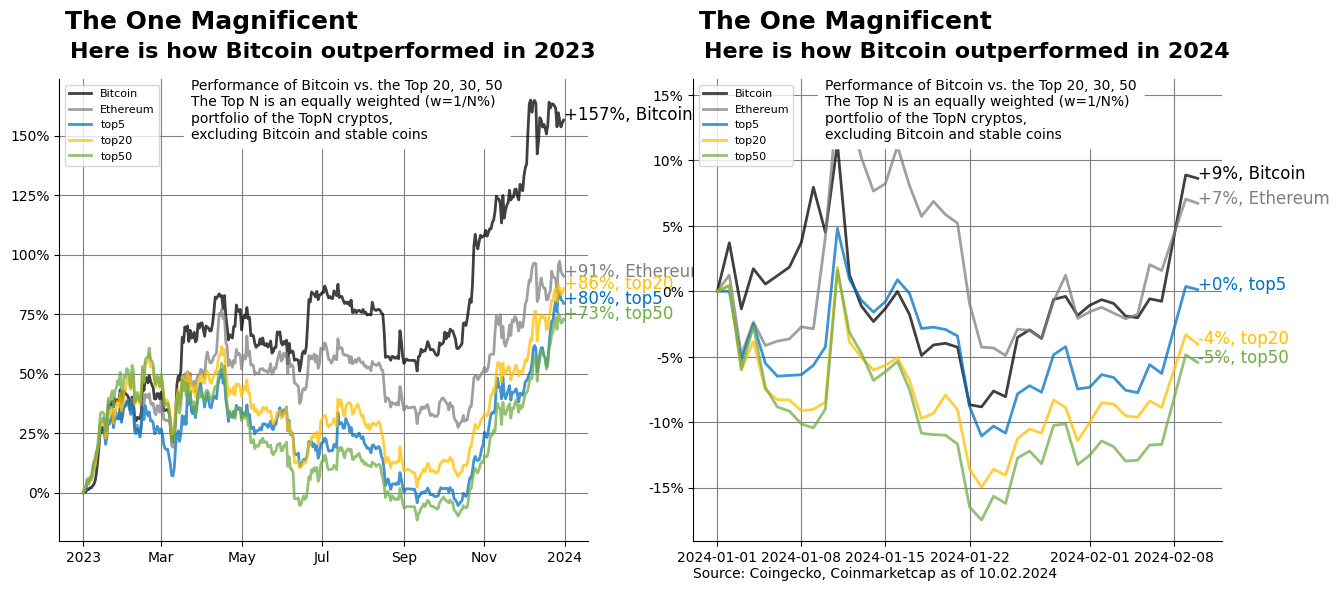 The One Magnificent
Here is how Bitcoin outperformed in 2023
Performance of Bitcoin vs. the Top 20, 30, 50
The Top N is an equally weighted (w=1/N%)
portfolio of the TopN cryptos,
excluding Bitcoin and stable coins
Bitcoin
Ethereum
top5
top20
top50
150%
125%
100%
75%
50%
25%
0%
+157%, Bitcoin
+91%, Ethereum
+86%, top20
+80%, top5
+73%, top50
2023
Mar
May
Jul
Sep
Nov
2024
The One Magnificent
Here is how Bitcoin outperformed in 2024
Performance of Bitcoin vs. the Top 20, 30, 50
The Top N is an equally weighted (w=1/N%)
portfolio of the TopN cryptos,
excluding Bitcoin and stable coins
Bitcoin
Ethereum
top5
top20
top50
15%
10%
5%
0%
-5%
-10%
-15%
+9%, Bitcoin
+7%, Ethereum
+0%, top5
-4%, top20
-5%, top50
2024-01-01
2024-01-08
2024-01-15
2024-01-22
2024-02-01
2024-02-08
Source: Coingecko, Coinmarketcap as of 10.02.2024